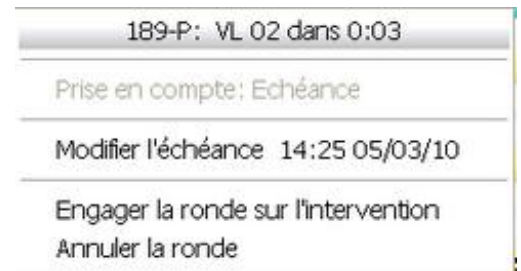 189-P: VL 02 dans 0:03
Prise en compte: Echéance
Modifier l'échéance 14:25 05/03/10
Engager la ronde sur l'intervention
Annuler la ronde